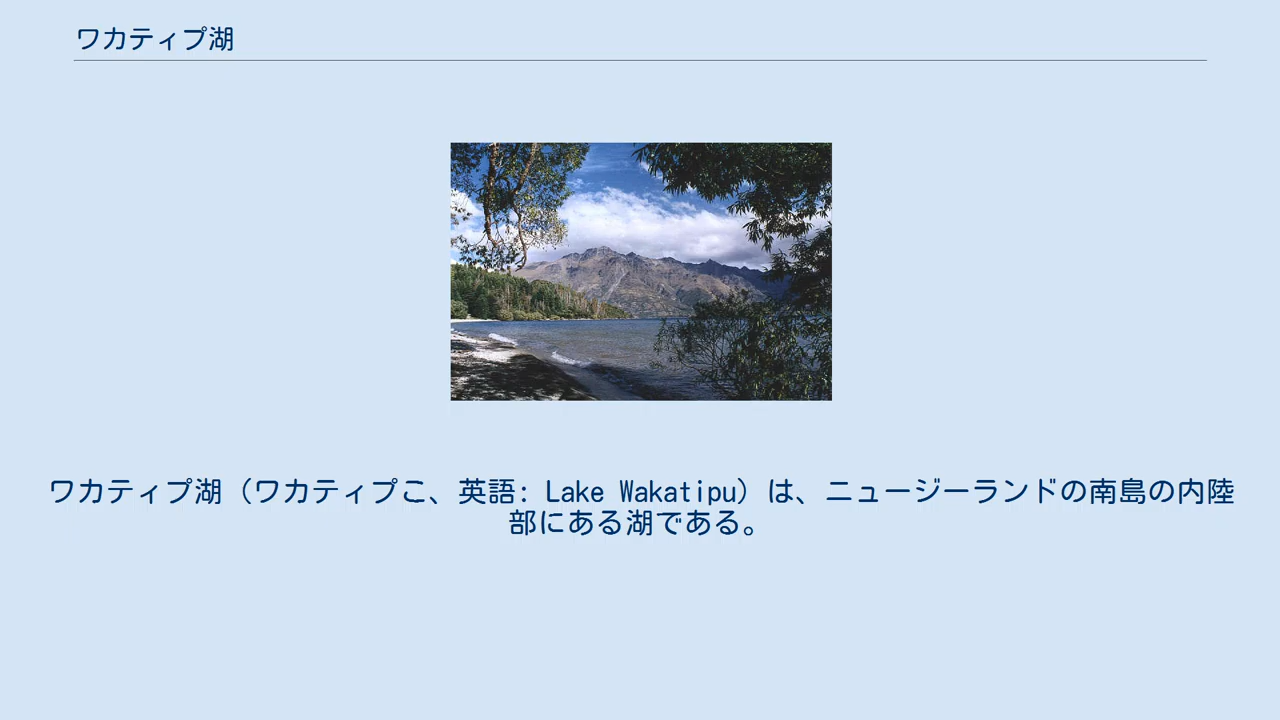 ワカティプ湖
ワカティプ湖（ワカティプこ、英語: Lake Wakatipu）は、ニュージーランドの南島の内陸
部にある湖である。